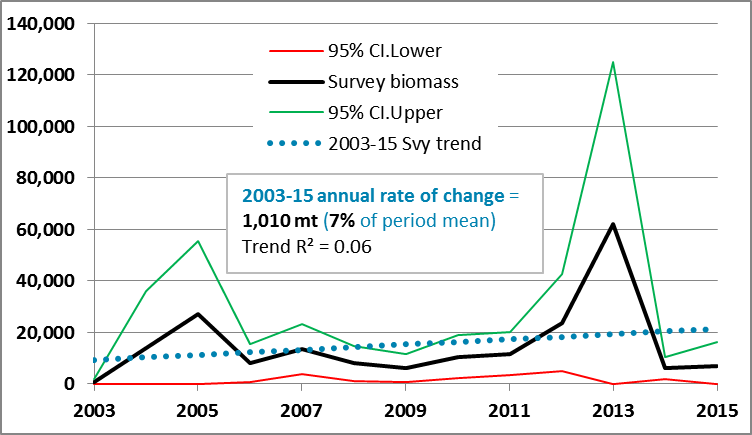 140,000
120,000
100,000
80,000
60,000
40,000
20,000
0
95% CI.Lower
Survey biomass
95% CI.Upper
2003-15 Svy trend
2003-15 annual rate of change =
1,010 mt (7% of period mean)
Trend R² = 0.06
2003 2005 2007 2009 2011 2013 2015